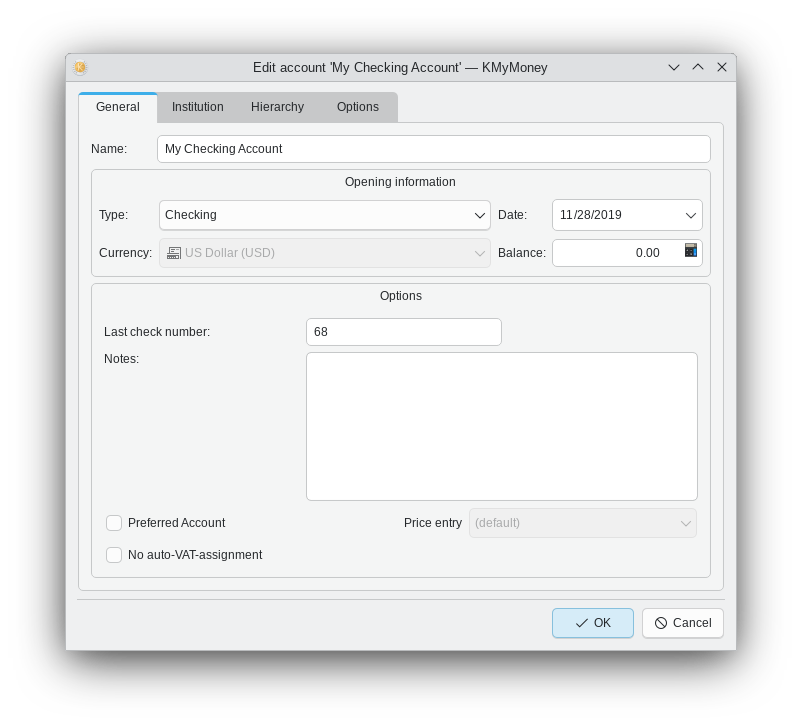 Edit account 'My Checking Account' — KMyMoney
General Institution Hierarchy Options
Name: My Checking Account
Opening information
Type: Checking Date: 11/28/2019
Currency: US Dollar (USD) Balance: 0.00
Options
Last check number: 68
Notes:
Preferred Account Price entry (default)
No auto-VAT-assignment
OK Cancel